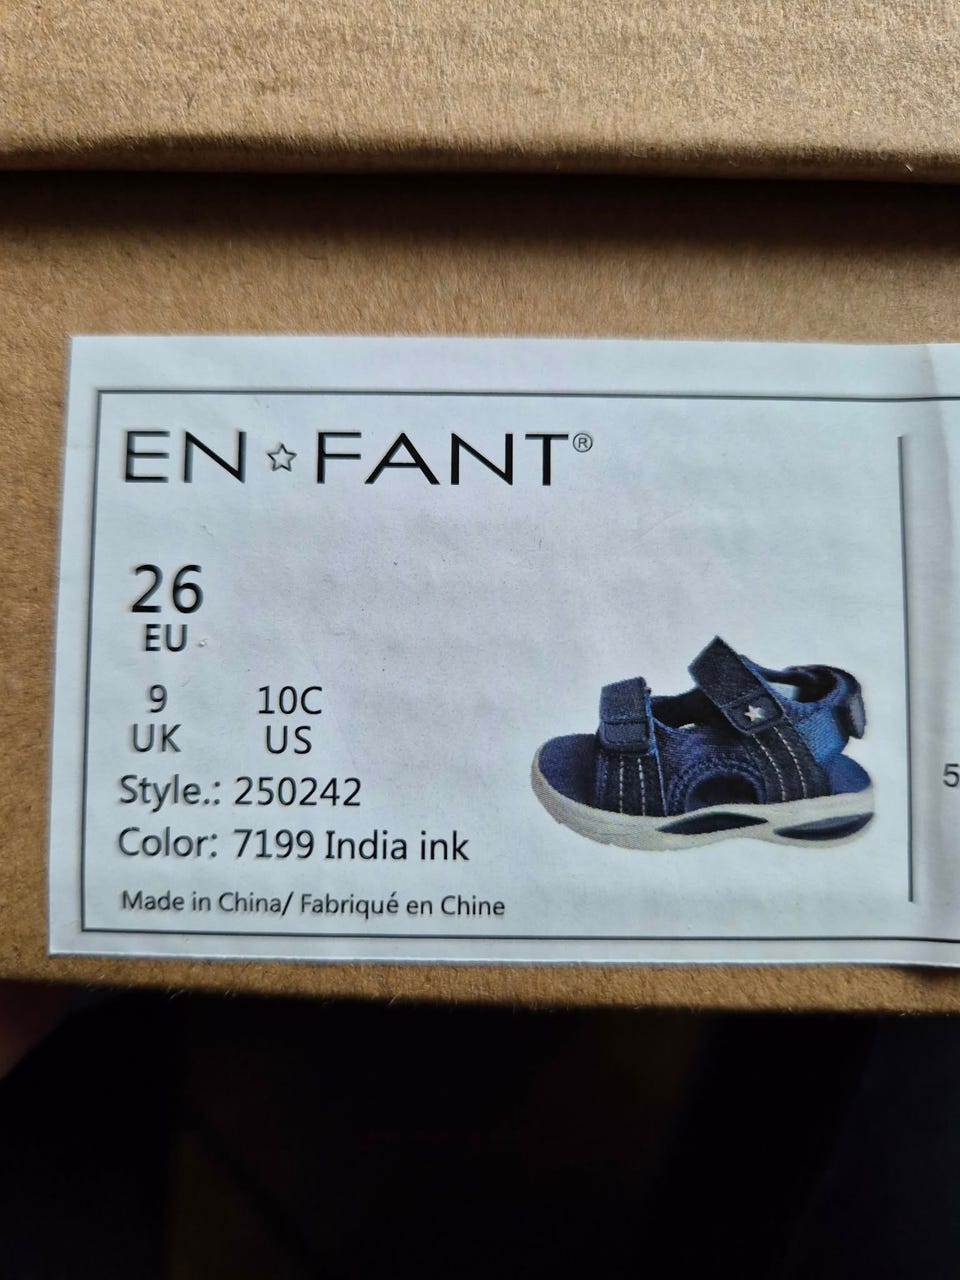 EN☆FANT®
26
EU
9 10C
UK US
Style.: 250242
Color: 7199 India ink
Made in China/ Fabriqué en Chine
5